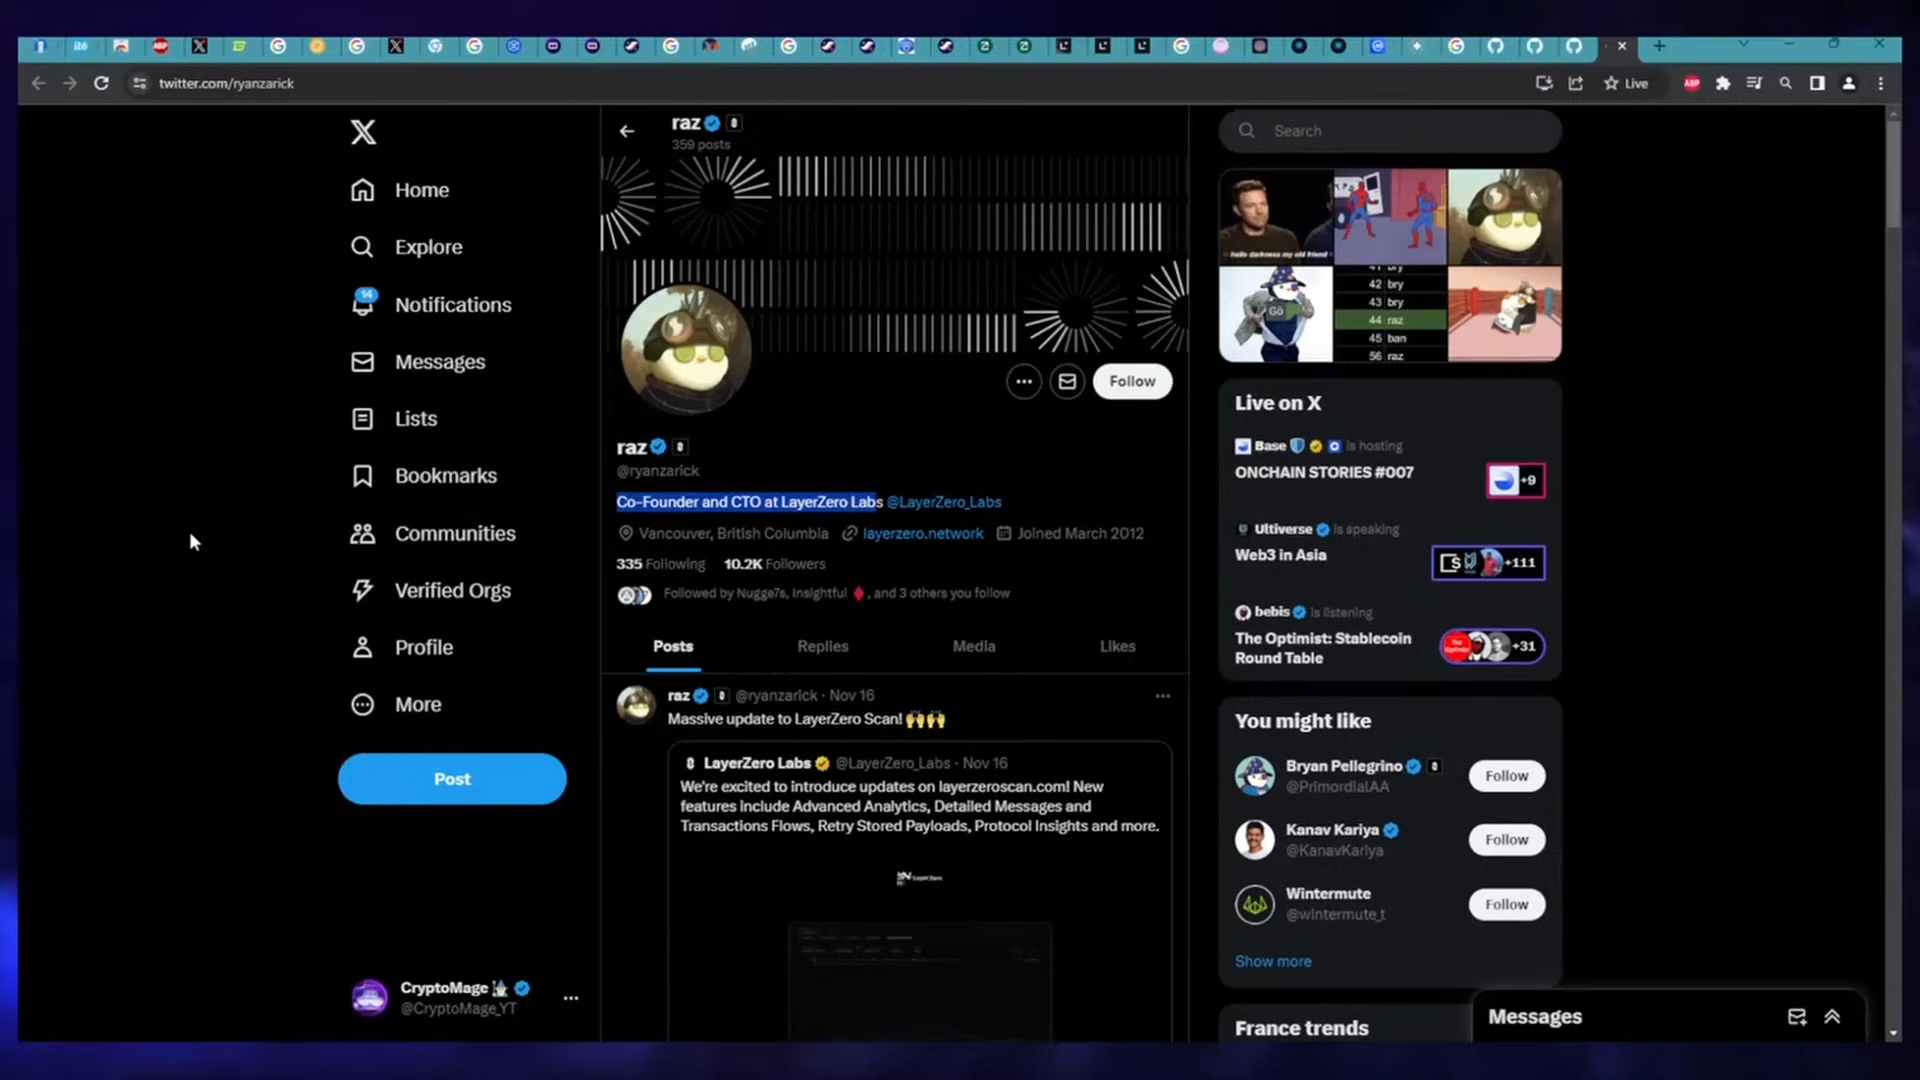 twitter.com/ryanzarick
Live
Home
Explore
14
Notifications
Messages
Lists
Bookmarks
Communities
Verified Orgs
Profile
More
Post
CryptoMage
@CryptoMage_YT
raz
359 posts
Follow
raz
@ryanzarick
Co-Founder and CTO at LayerZero Labs @LayerZero_Labs
Vancouver, British Columbia layerzero.network Joined March 2012
335 Following 10.2K Followers
Followed by Nugge7s, Insightful , and 3 others you follow
Posts Replies Media Likes
raz @ryanzarick · Nov 16
Massive update to LayerZero Scan! 🙌🙌
LayerZero Labs @LayerZero_Labs · Nov 16
We're excited to introduce updates on layerzeroscan.com! New
features include Advanced Analytics, Detailed Messages and
Transactions Flows, Retry Stored Payloads, Protocol Insights and more.
LayerZero
Search
hello darkness my old friend
Go
42 bry
43 bry
44 raz
45 ban
56 raz
Live on X
Base is hosting
ONCHAIN STORIES #007
+9
Ultiverse is speaking
Web3 in Asia
+111
bebis is listening
The Optimist: Stablecoin
Round Table
+31
You might like
Bryan Pellegrino
@PrimordialAA
Follow
Kanav Kariya
@KanavKariya
Follow
Wintermute
@wintermute_t
Follow
Show more
France trends
Messages